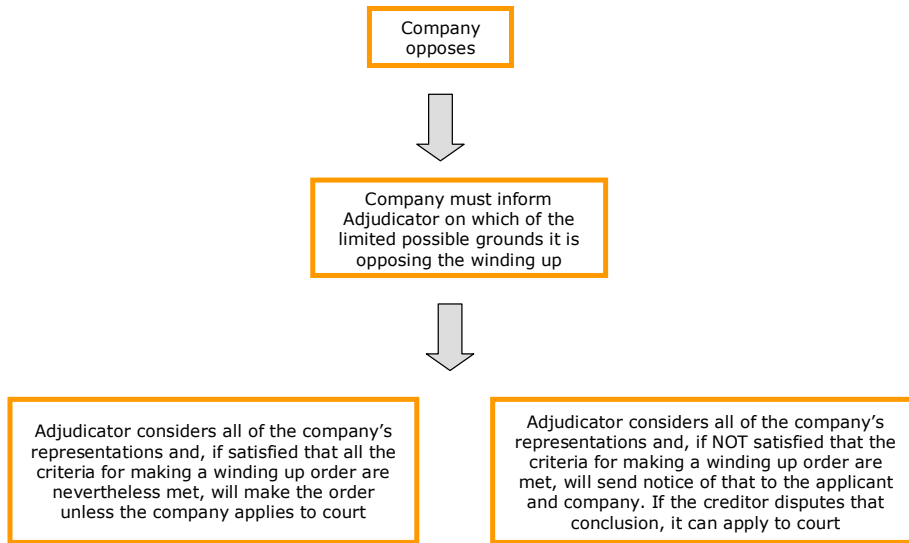 Company
opposes
Company must inform
Adjudicator on which of the
limited possible grounds it is
opposing the winding up
Adjudicator considers all of the company’s
representations and, if satisfied that all the
criteria for making a winding up order are
nevertheless met, will make the order
unless the company applies to court
Adjudicator considers all of the company’s
representations and, if NOT satisfied that the
criteria for making a winding up order are
met, will send notice of that to the applicant
and company. If the creditor disputes that
conclusion, it can apply to court